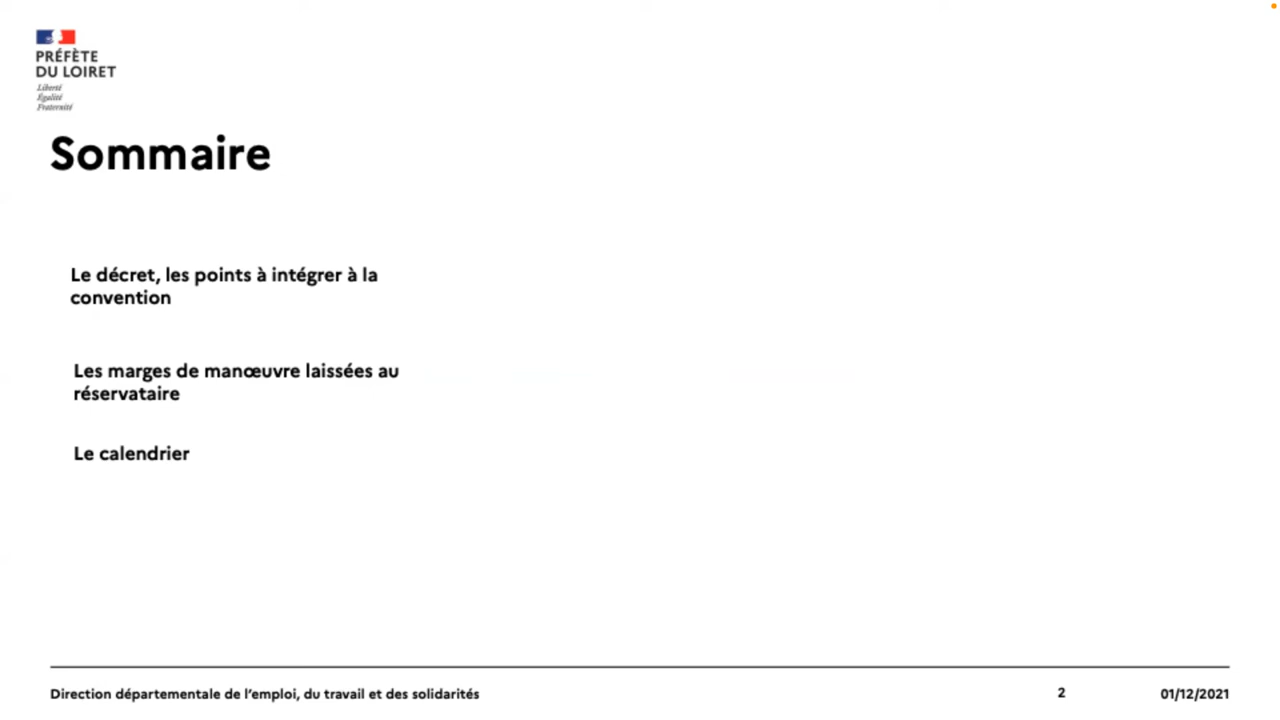 PRÉFÈTE
DU LOIRET
Liberté
Égalité
Fraternité
Sommaire
Le décret, les points à intégrer à la
convention
Les marges de manœuvre laissées au
réservataire
Le calendrier
Direction départementale de l’emploi, du travail et des solidarités
2
01/12/2021